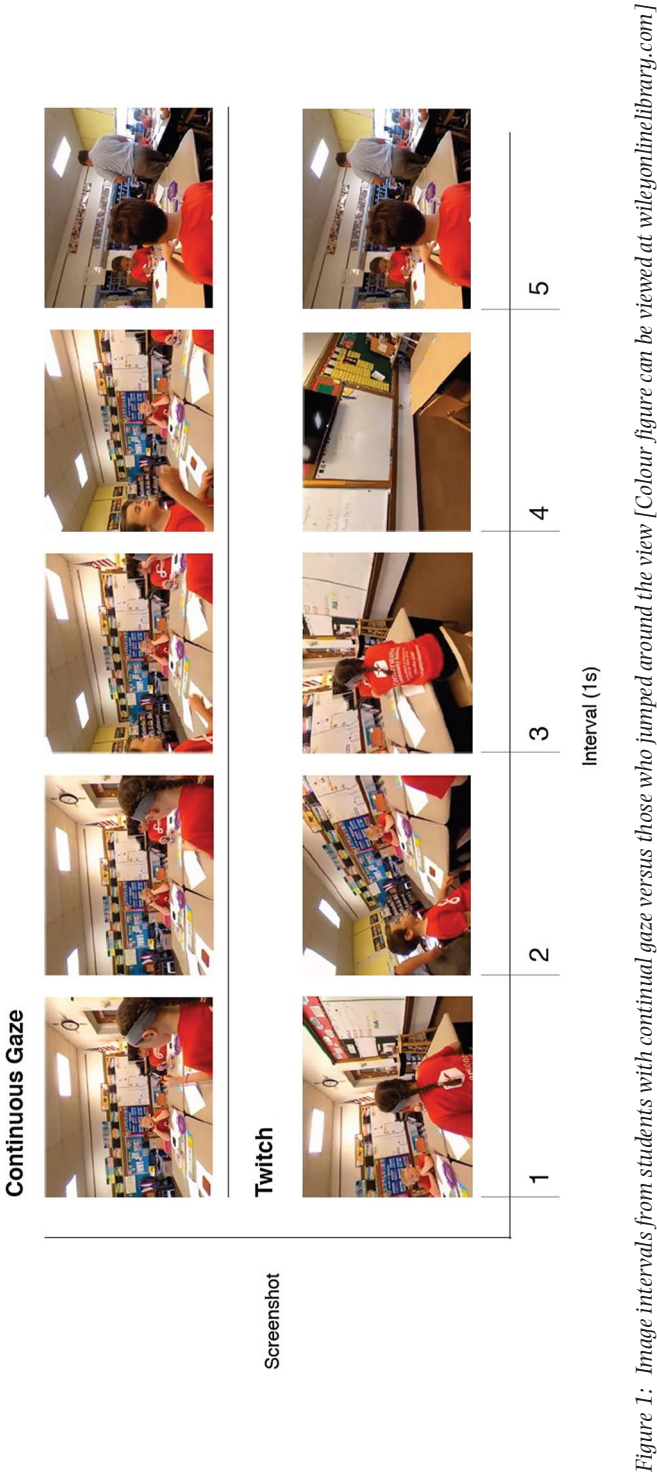 Continuous Gaze
Twitch
Screenshot
1
2
3
4
5
Interval (1s)
Figure 1: Image intervals from students with continual gaze versus those who jumped around the view [Colour figure can be viewed at wileyonlinelibrary.com]